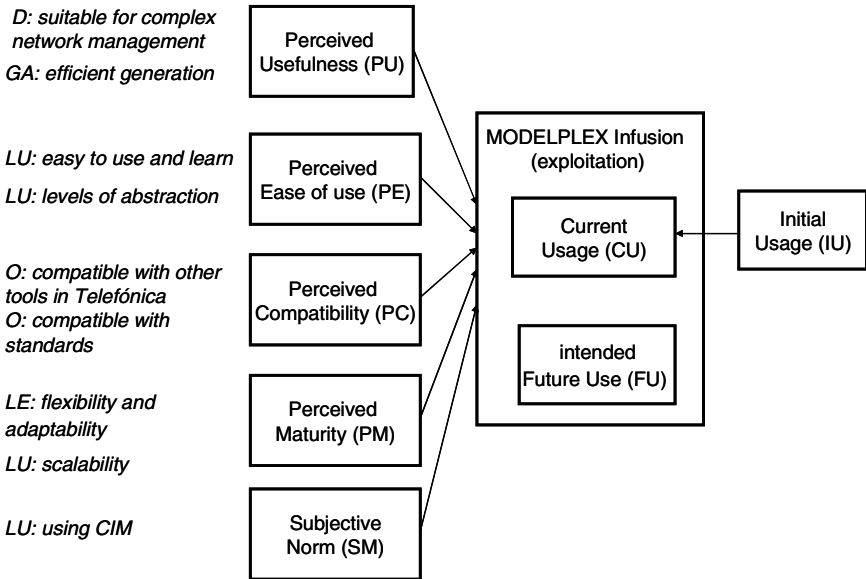 D: suitable for complex
network management
GA: efficient generation
Perceived
Usefulness (PU)
LU: easy to use and learn
LU: levels of abstraction
Perceived
Ease of use (PE)
O: compatible with other
tools in Telefónica
O: compatible with
standards
Perceived
Compatibility (PC)
LE: flexibility and
adaptability
LU: scalability
Perceived
Maturity (PM)
LU: using CIM
Subjective
Norm (SM)
MODELPLEX Infusion
(exploitation)
Current
Usage (CU)
intended
Future Use (FU)
Initial
Usage (IU)